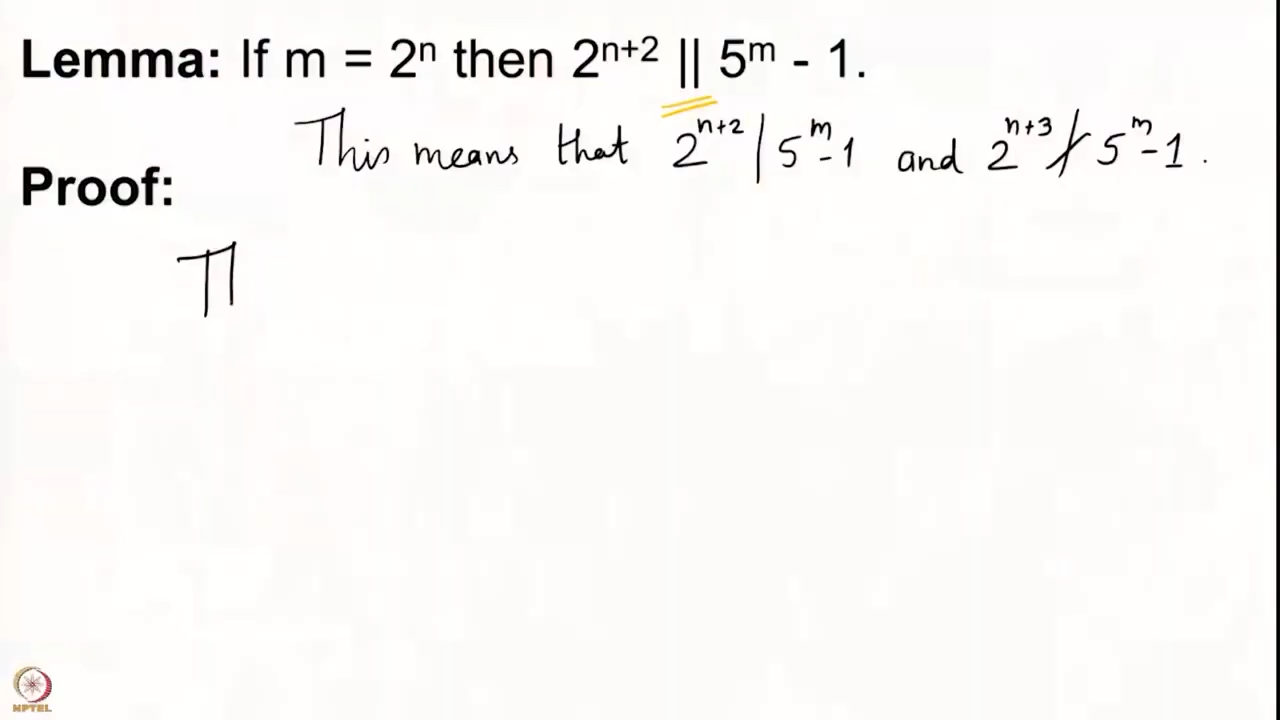 Lemma: If m = 2ⁿ then 2ⁿ⁺² || 5ᵐ - 1.
This means that 2ⁿ⁺² | 5ᵐ-1 and 2ⁿ⁺³ ∤ 5ᵐ-1.
Proof:
NPTEL